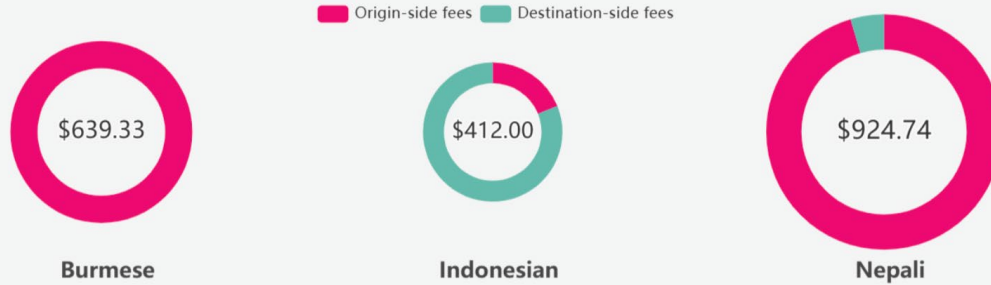 Origin-side fees Destination-side fees
$639.33 $412.00 $924.74
Burmese Indonesian Nepali